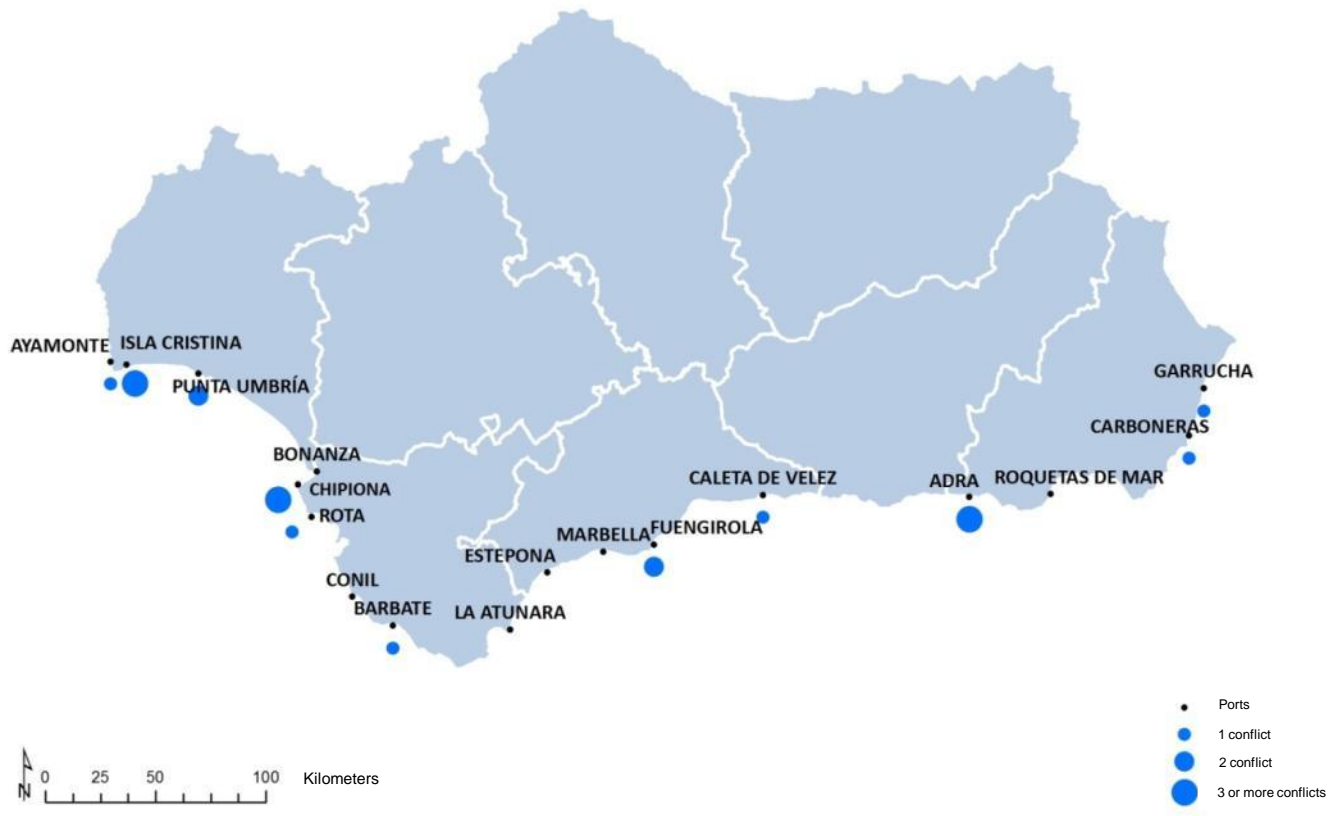 AYAMONTE
ISLA CRISTINA
PUNTA UMBRÍA
BONANZA
CHIPIONA
ROTA
CONIL
BARBATE
LA ATUNARA
ESTEPONA
MARBELLA
FUENGIROLA
CALETA DE VELEZ
ADRA
ROQUETAS DE MAR
CARBONERAS
GARRUCHA
Ports
1 conflict
2 conflict
3 or more conflicts
N
0 25 50 100 Kilometers